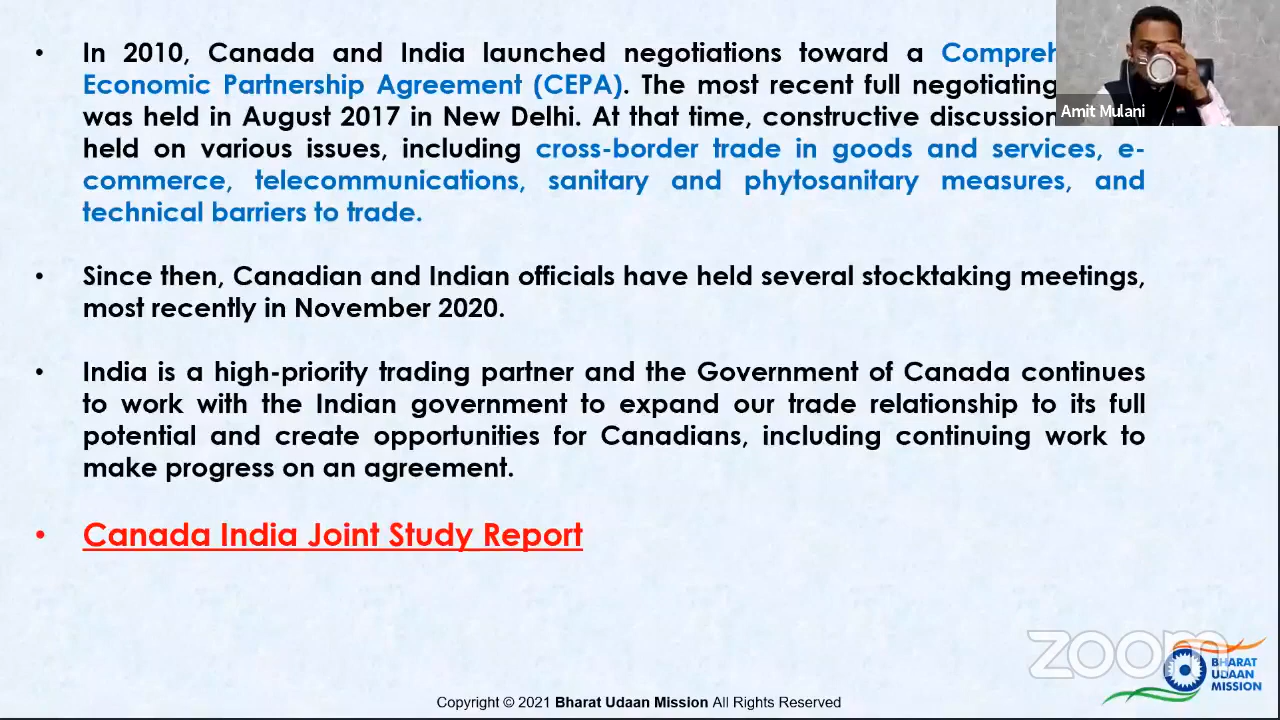 • In 2010, Canada and India launched negotiations toward a
Economic Partnership Agreement (CEPA). The most recent full negotiating
was held in August 2017 in New Delhi. At that time, constructive
held on various issues, including cross-border trade in goods and services, e-
commerce, telecommunications, sanitary and phytosanitary measures, and
technical barriers to trade.
• Since then, Canadian and Indian officials have held several stocktaking meetings,
most recently in November 2020.
• India is a high-priority trading partner and the Government of Canada continues
to work with the Indian government to expand our trade relationship to its full
potential and create opportunities for Canadians, including continuing work to
make progress on an agreement.
• Canada India Joint Study Report
Amit Mulani
zoom
BHARAT
UDAAN
MISSION
Copyright © 2021 Bharat Udaan Mission All Rights Reserved